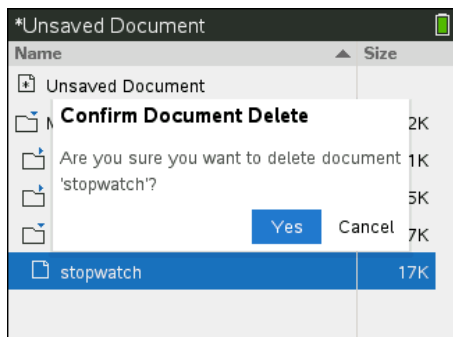 *Unsaved Document
Name Size
Unsaved Document
Confirm Document Delete
2K
Are you sure you want to delete document
1K
'stopwatch'?
5K
Yes Cancel
7K
stopwatch 17K